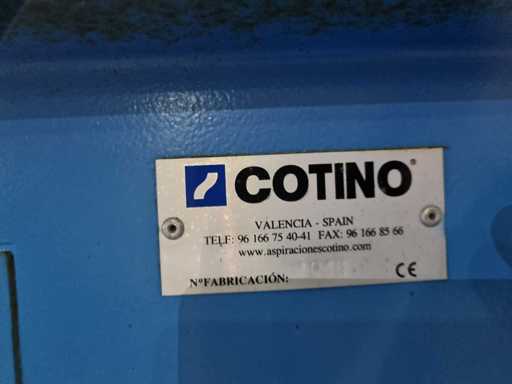 COTINO®
VALENCIA - SPAIN
TELF: 96 166 75 40-41 FAX: 96 166 85 66
www.aspiracionescotino.com
NºFABRICACIÓN:
CE